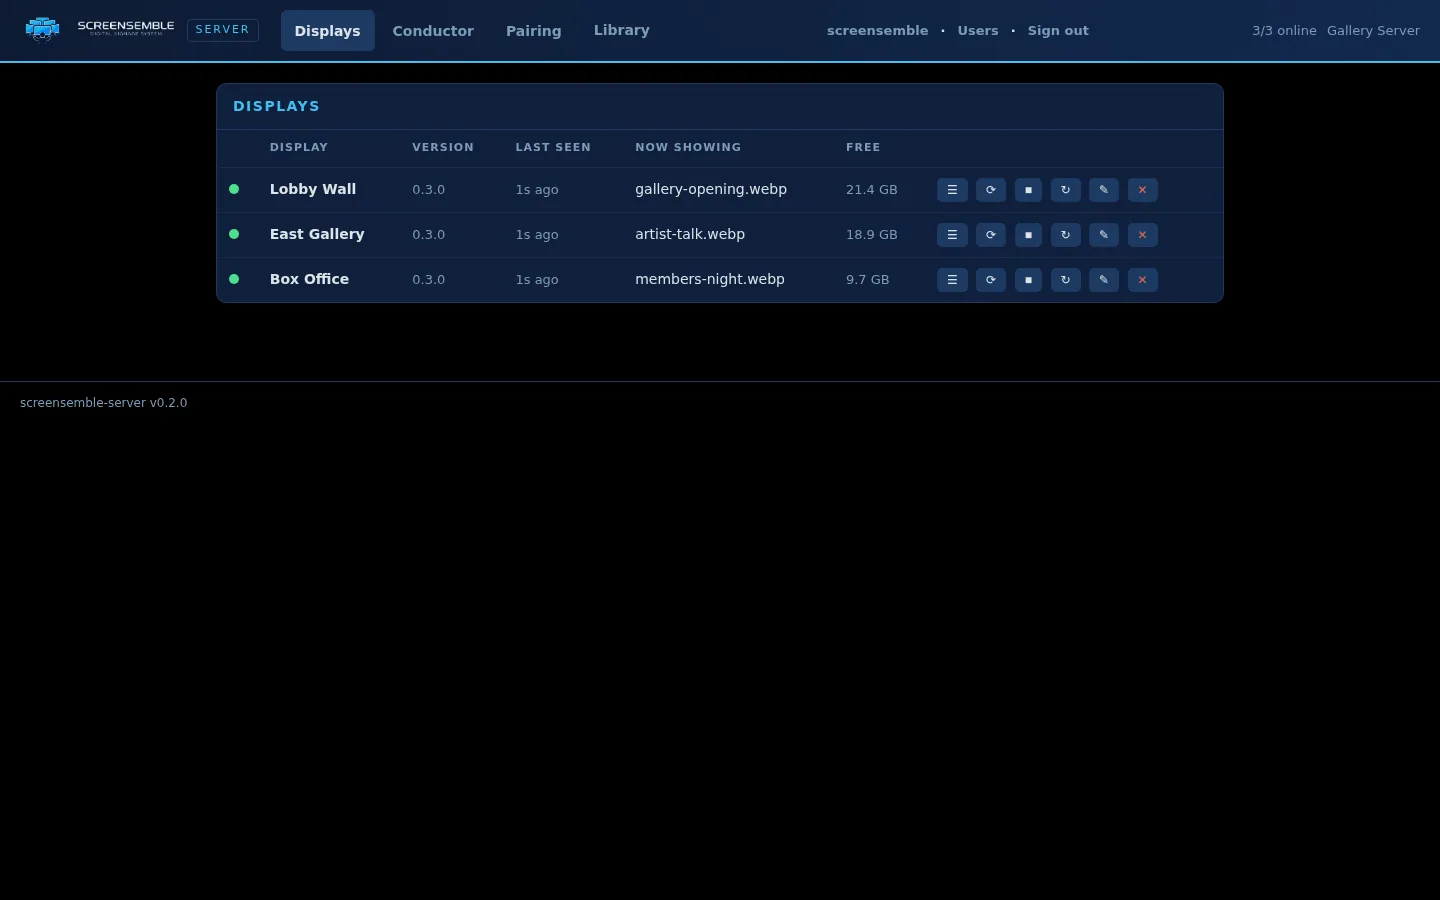 SCREENSEMBLE
DIGITAL SIGNAGE SYSTEM
SERVER
Displays
Conductor
Pairing
Library
screensemble · Users · Sign out
3/3 online Gallery Server
DISPLAYS
DISPLAY VERSION LAST SEEN NOW SHOWING FREE
Lobby Wall 0.3.0 1s ago gallery-opening.webp 21.4 GB
East Gallery 0.3.0 1s ago artist-talk.webp 18.9 GB
Box Office 0.3.0 1s ago members-night.webp 9.7 GB
screensemble-server v0.2.0